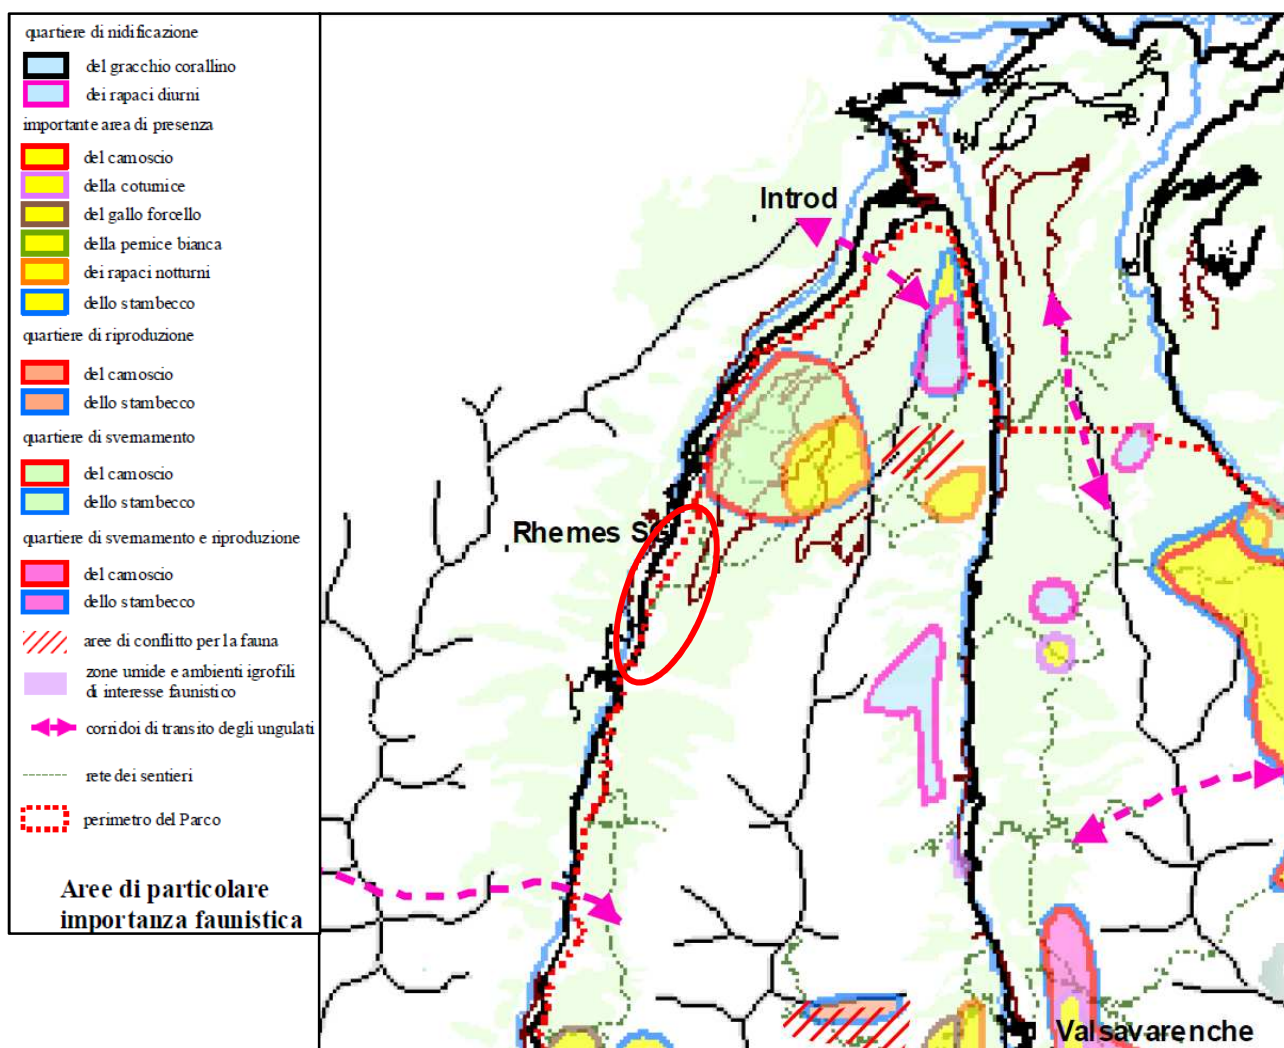 quartiere di nidificazione
del gracchio corallino
dei rapaci diurni
importante area di presenza
del camoscio
della cotumice
del gallo forcello
della pernice bianca
dei rapaci notturni
dello stambecco
quartiere di riproduzione
del camoscio
dello stambecco
quartiere di svernamento
del camoscio
dello stambecco
quartiere di svernamento e riproduzione
del camoscio
dello stambecco
aree di conflitto per la fauna
zone umide e ambienti igrofili
di interesse faunistico
corridoi di transito degli ungulati
rete dei sentieri
perimetro del Parco
Aree di particolare
importanza faunistica
Introd
Rhemes
Valsavarenche